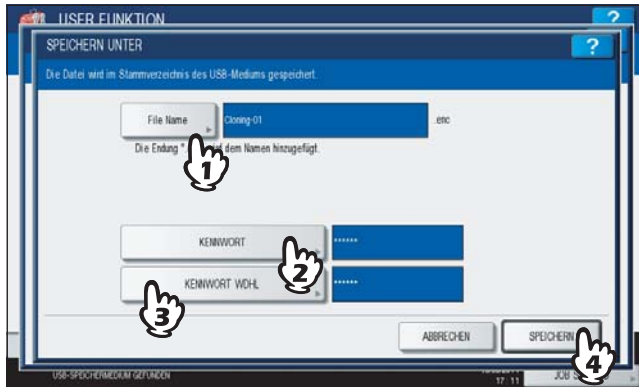 USER FUNKTION ?
SPEICHERN UNTER ?
Die Datei wird im Stammverzeichnis des USB-Mediums gespeichert.
File Name Cloning-01 .enc
Die Endung ". wird dem Namen hinzugefügt.
1
KENNWORT ······
2
KENNWORT WDHL ······
3
ABBRECHEN SPEICHERN
4
USB-SPEICHERMEDIUM GEFUNDEN
17:11 JOB